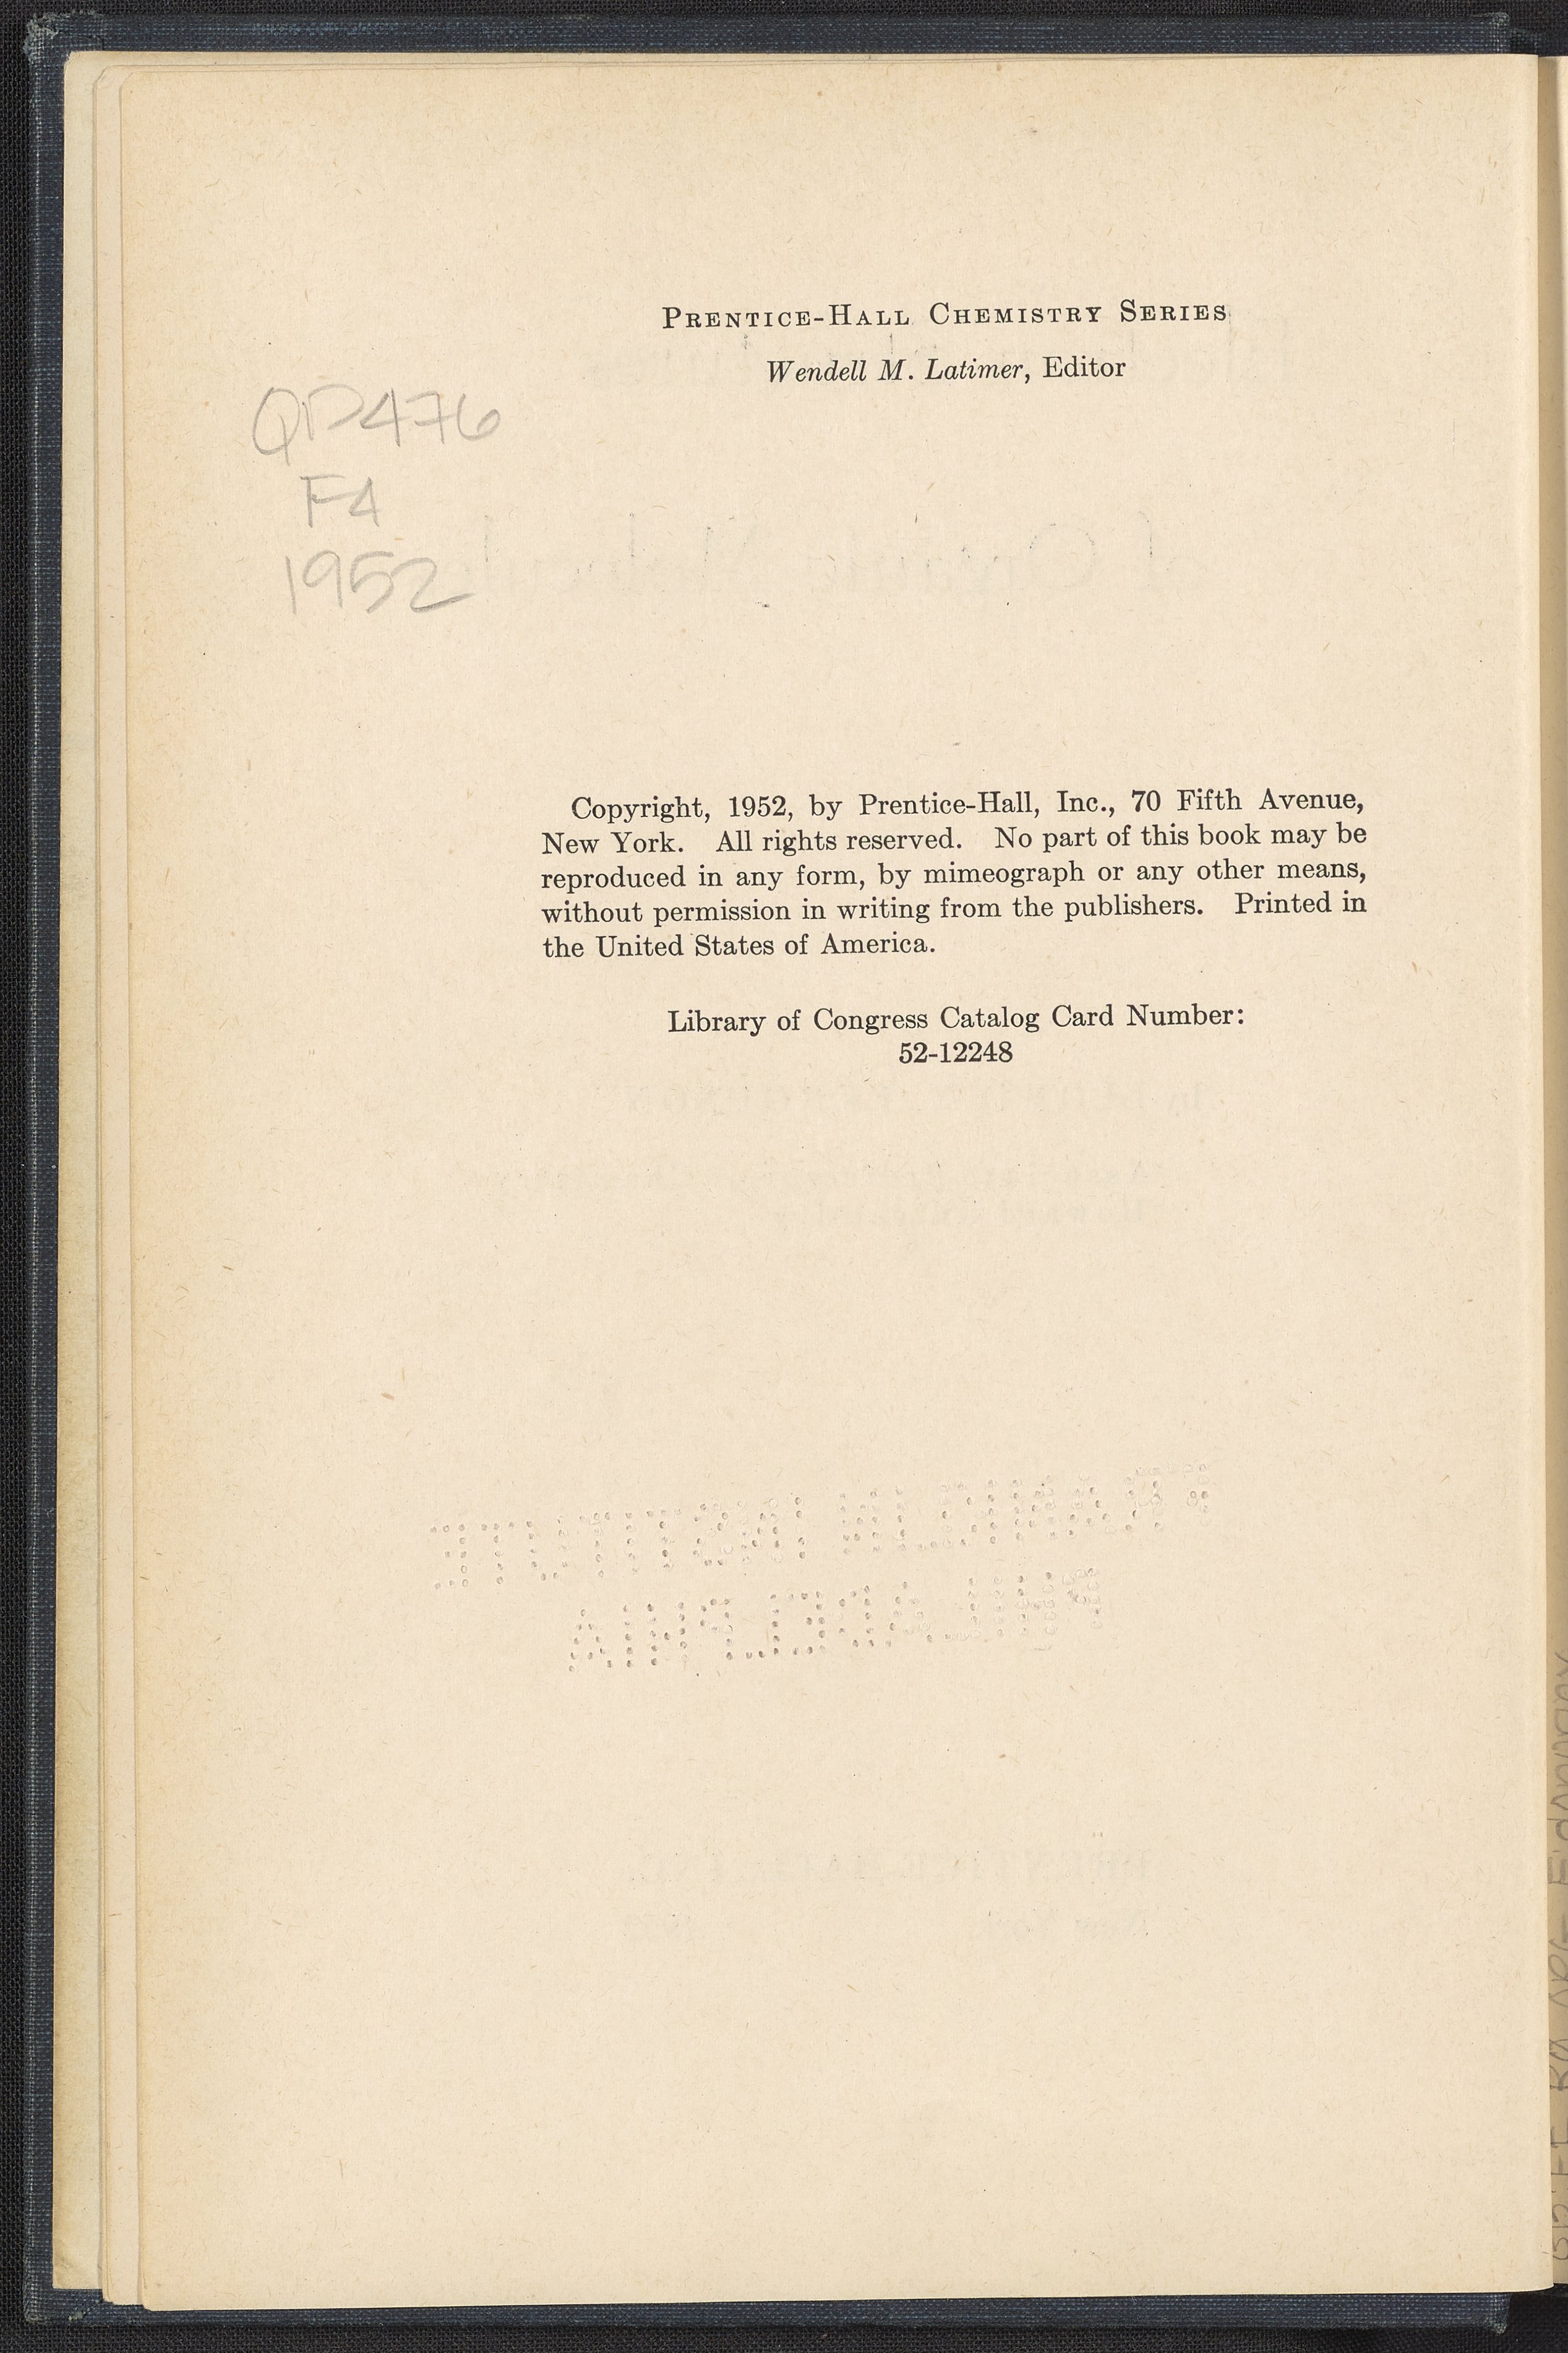 PRENTICE-HALL CHEMISTRY SERIES
Wendell M. Latimer, Editor
QD476
F4
1952
Copyright, 1952, by Prentice-Hall, Inc., 70 Fifth Avenue,
New York. All rights reserved. No part of this book may be
reproduced in any form, by mimeograph or any other means,
without permission in writing from the publishers. Printed in
the United States of America.
Library of Congress Catalog Card Number:
52-12248